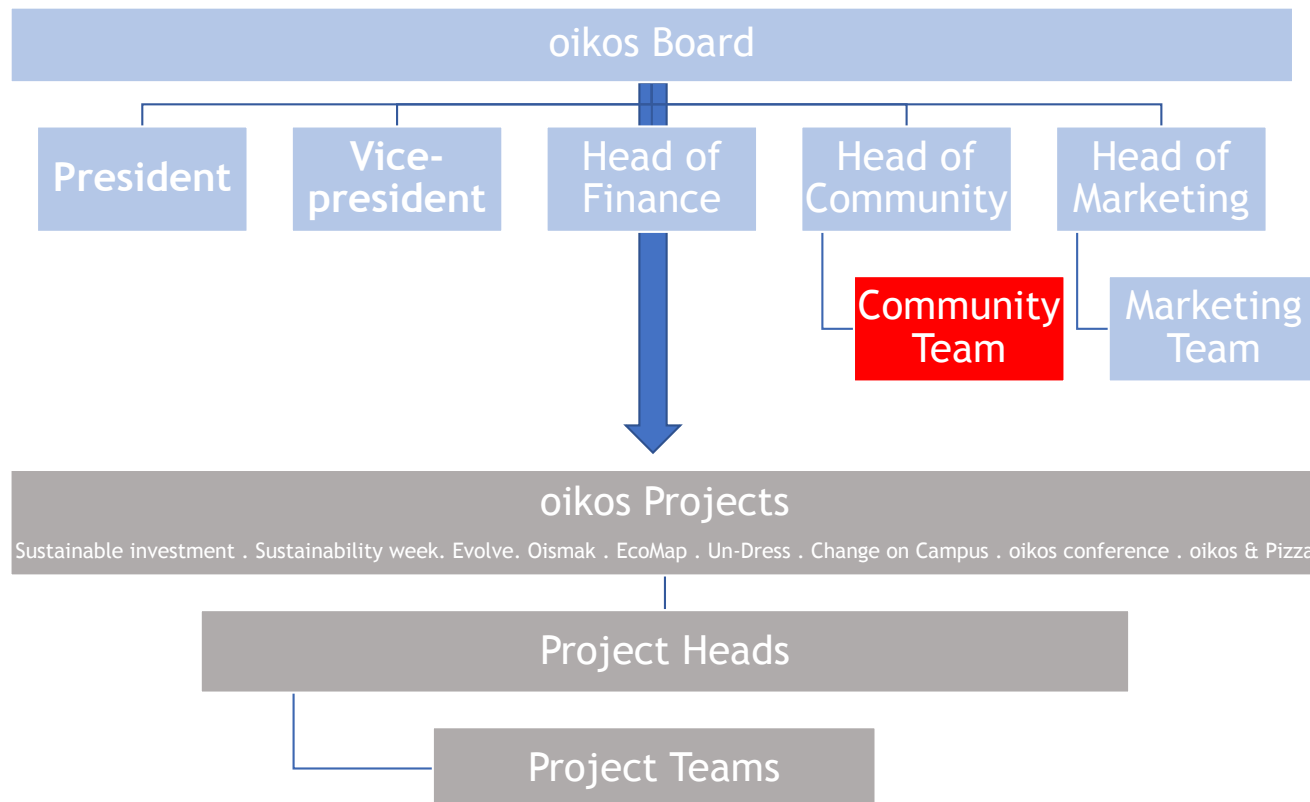 oikos Board
President
Vice-
president
Head of
Finance
Head of
Community
Head of
Marketing
Community
Team
Marketing
Team
oikos Projects
Sustainable investment . Sustainability week. Evolve. Oismak . EcoMap . Un-Dress . Change on Campus . oikos conference . oikos & Pizza
Project Heads
Project Teams